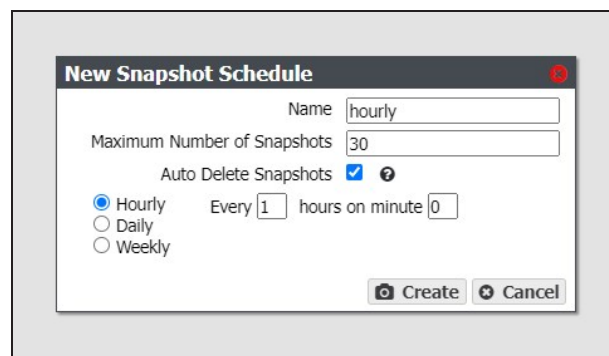 New Snapshot Schedule
Name hourly
Maximum Number of Snapshots 30
Auto Delete Snapshots
Hourly Every 1 hours on minute 0
Daily
Weekly
Create Cancel